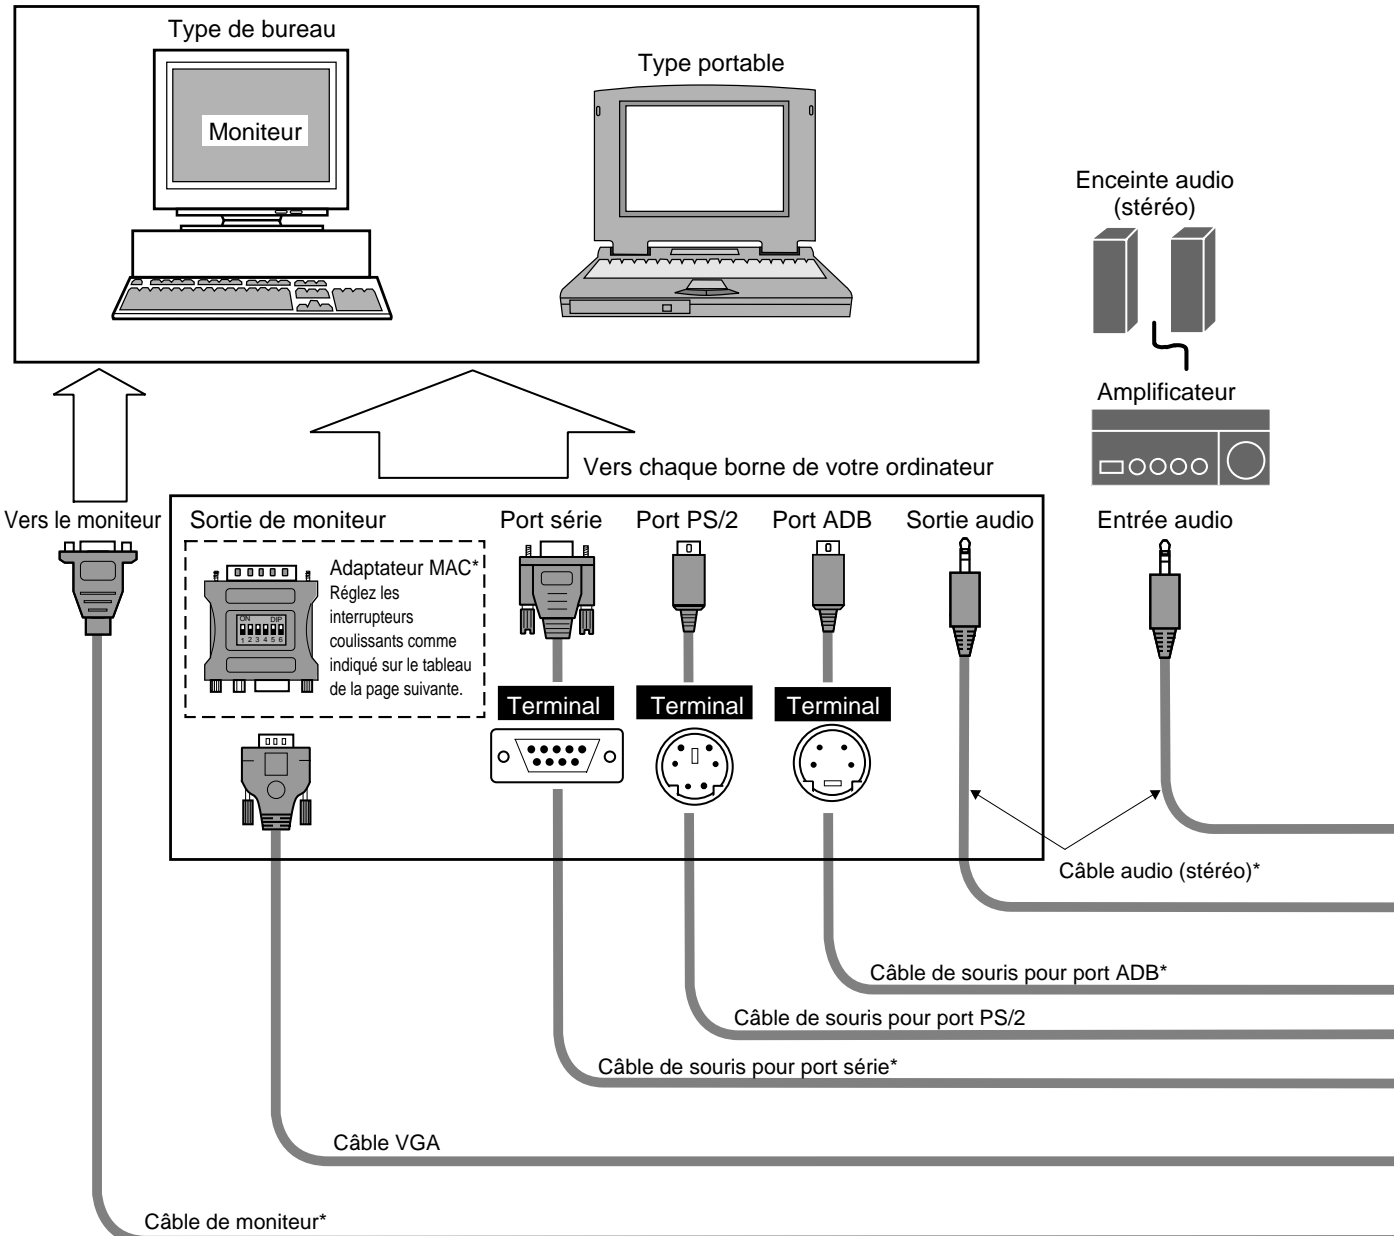 Type de bureau
Type portable
Moniteur
Enceinte audio
(stéréo)
Amplificateur
Vers chaque borne de votre ordinateur
Vers le moniteur
Sortie de moniteur
Port série
Port PS/2
Port ADB
Sortie audio
Entrée audio
Adaptateur MAC*
Réglez les
interrupteurs
coulissants comme
indiqué sur le tableau
de la page suivante.
ON DIP
1 2 3 4 5 6
Terminal
Terminal
Terminal
Câble audio (stéréo)*
Câble de souris pour port ADB*
Câble de souris pour port PS/2
Câble de souris pour port série*
Câble VGA
Câble de moniteur*